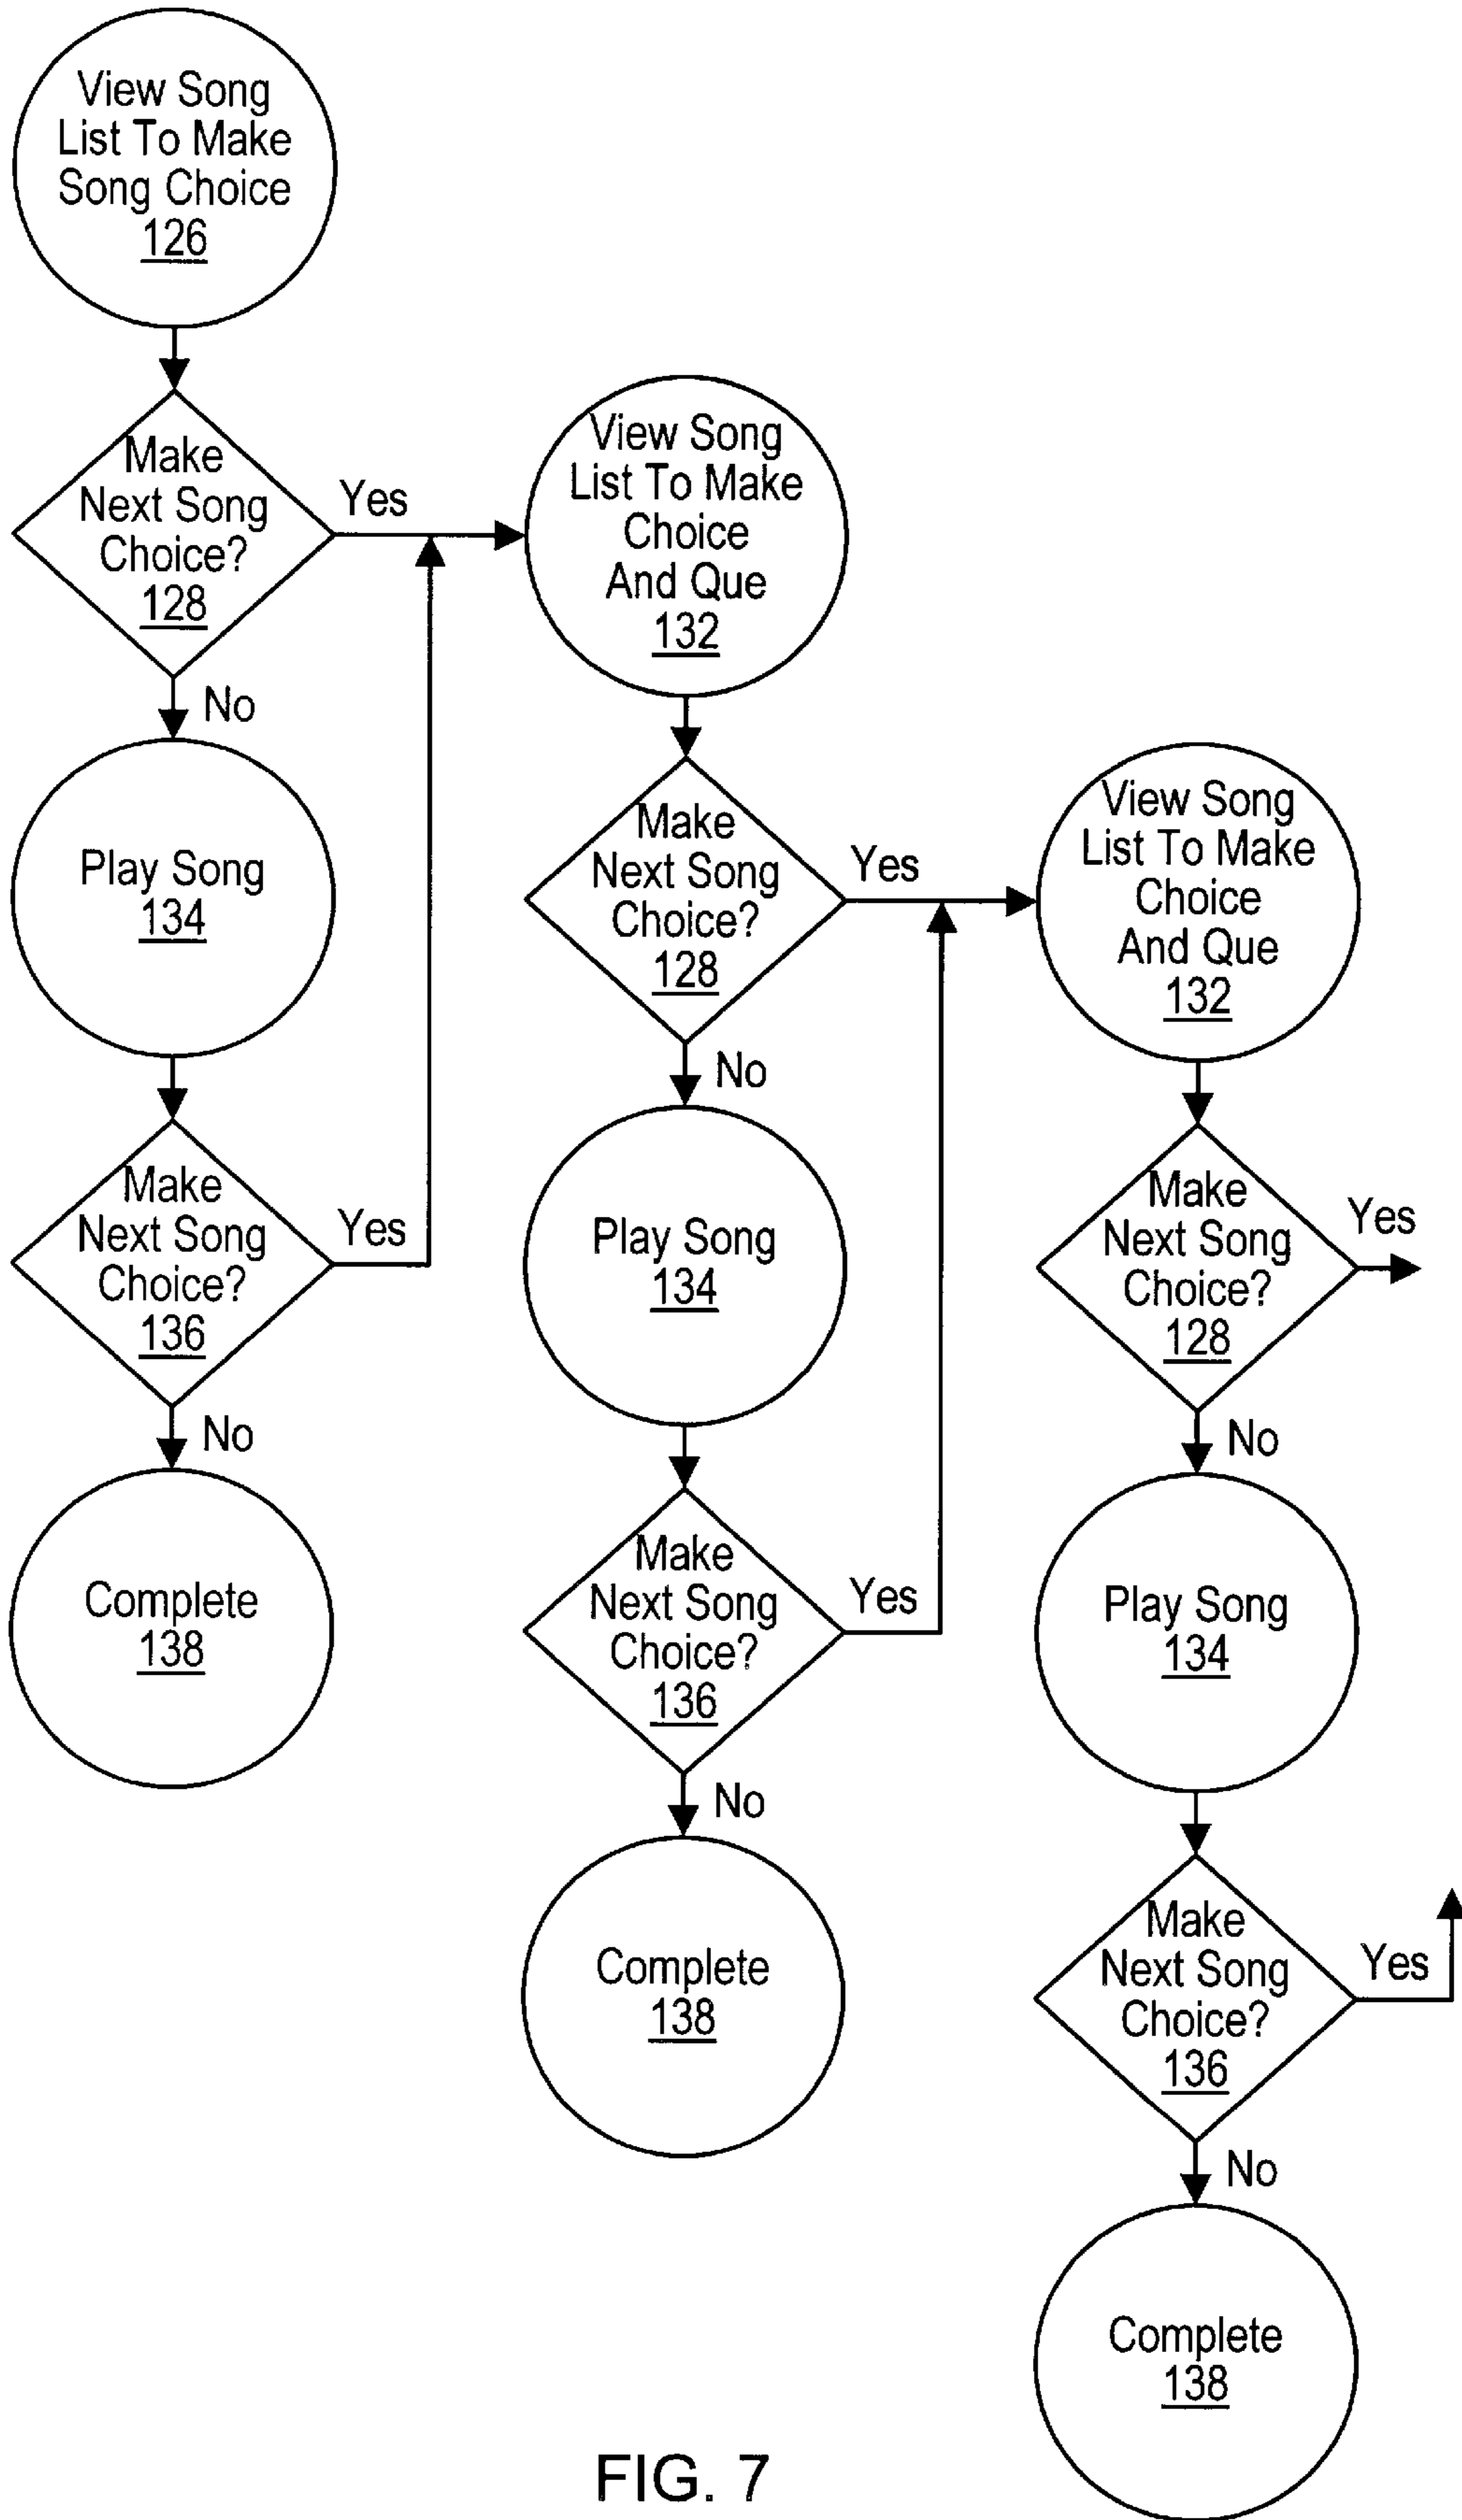 View Song
List To Make
Song Choice
126
Make
Next Song
Choice?
128
Yes
No
Play Song
134
Make
Next Song
Choice?
136
Yes
No
Complete
138
View Song
List To Make
Choice
And Que
132
Make
Next Song
Choice?
128
Yes
No
Play Song
134
Make
Next Song
Choice?
136
Yes
No
Complete
138
View Song
List To Make
Choice
And Que
132
Make
Next Song
Choice?
128
Yes
No
Play Song
134
Make
Next Song
Choice?
136
Yes
No
Complete
138
FIG. 7